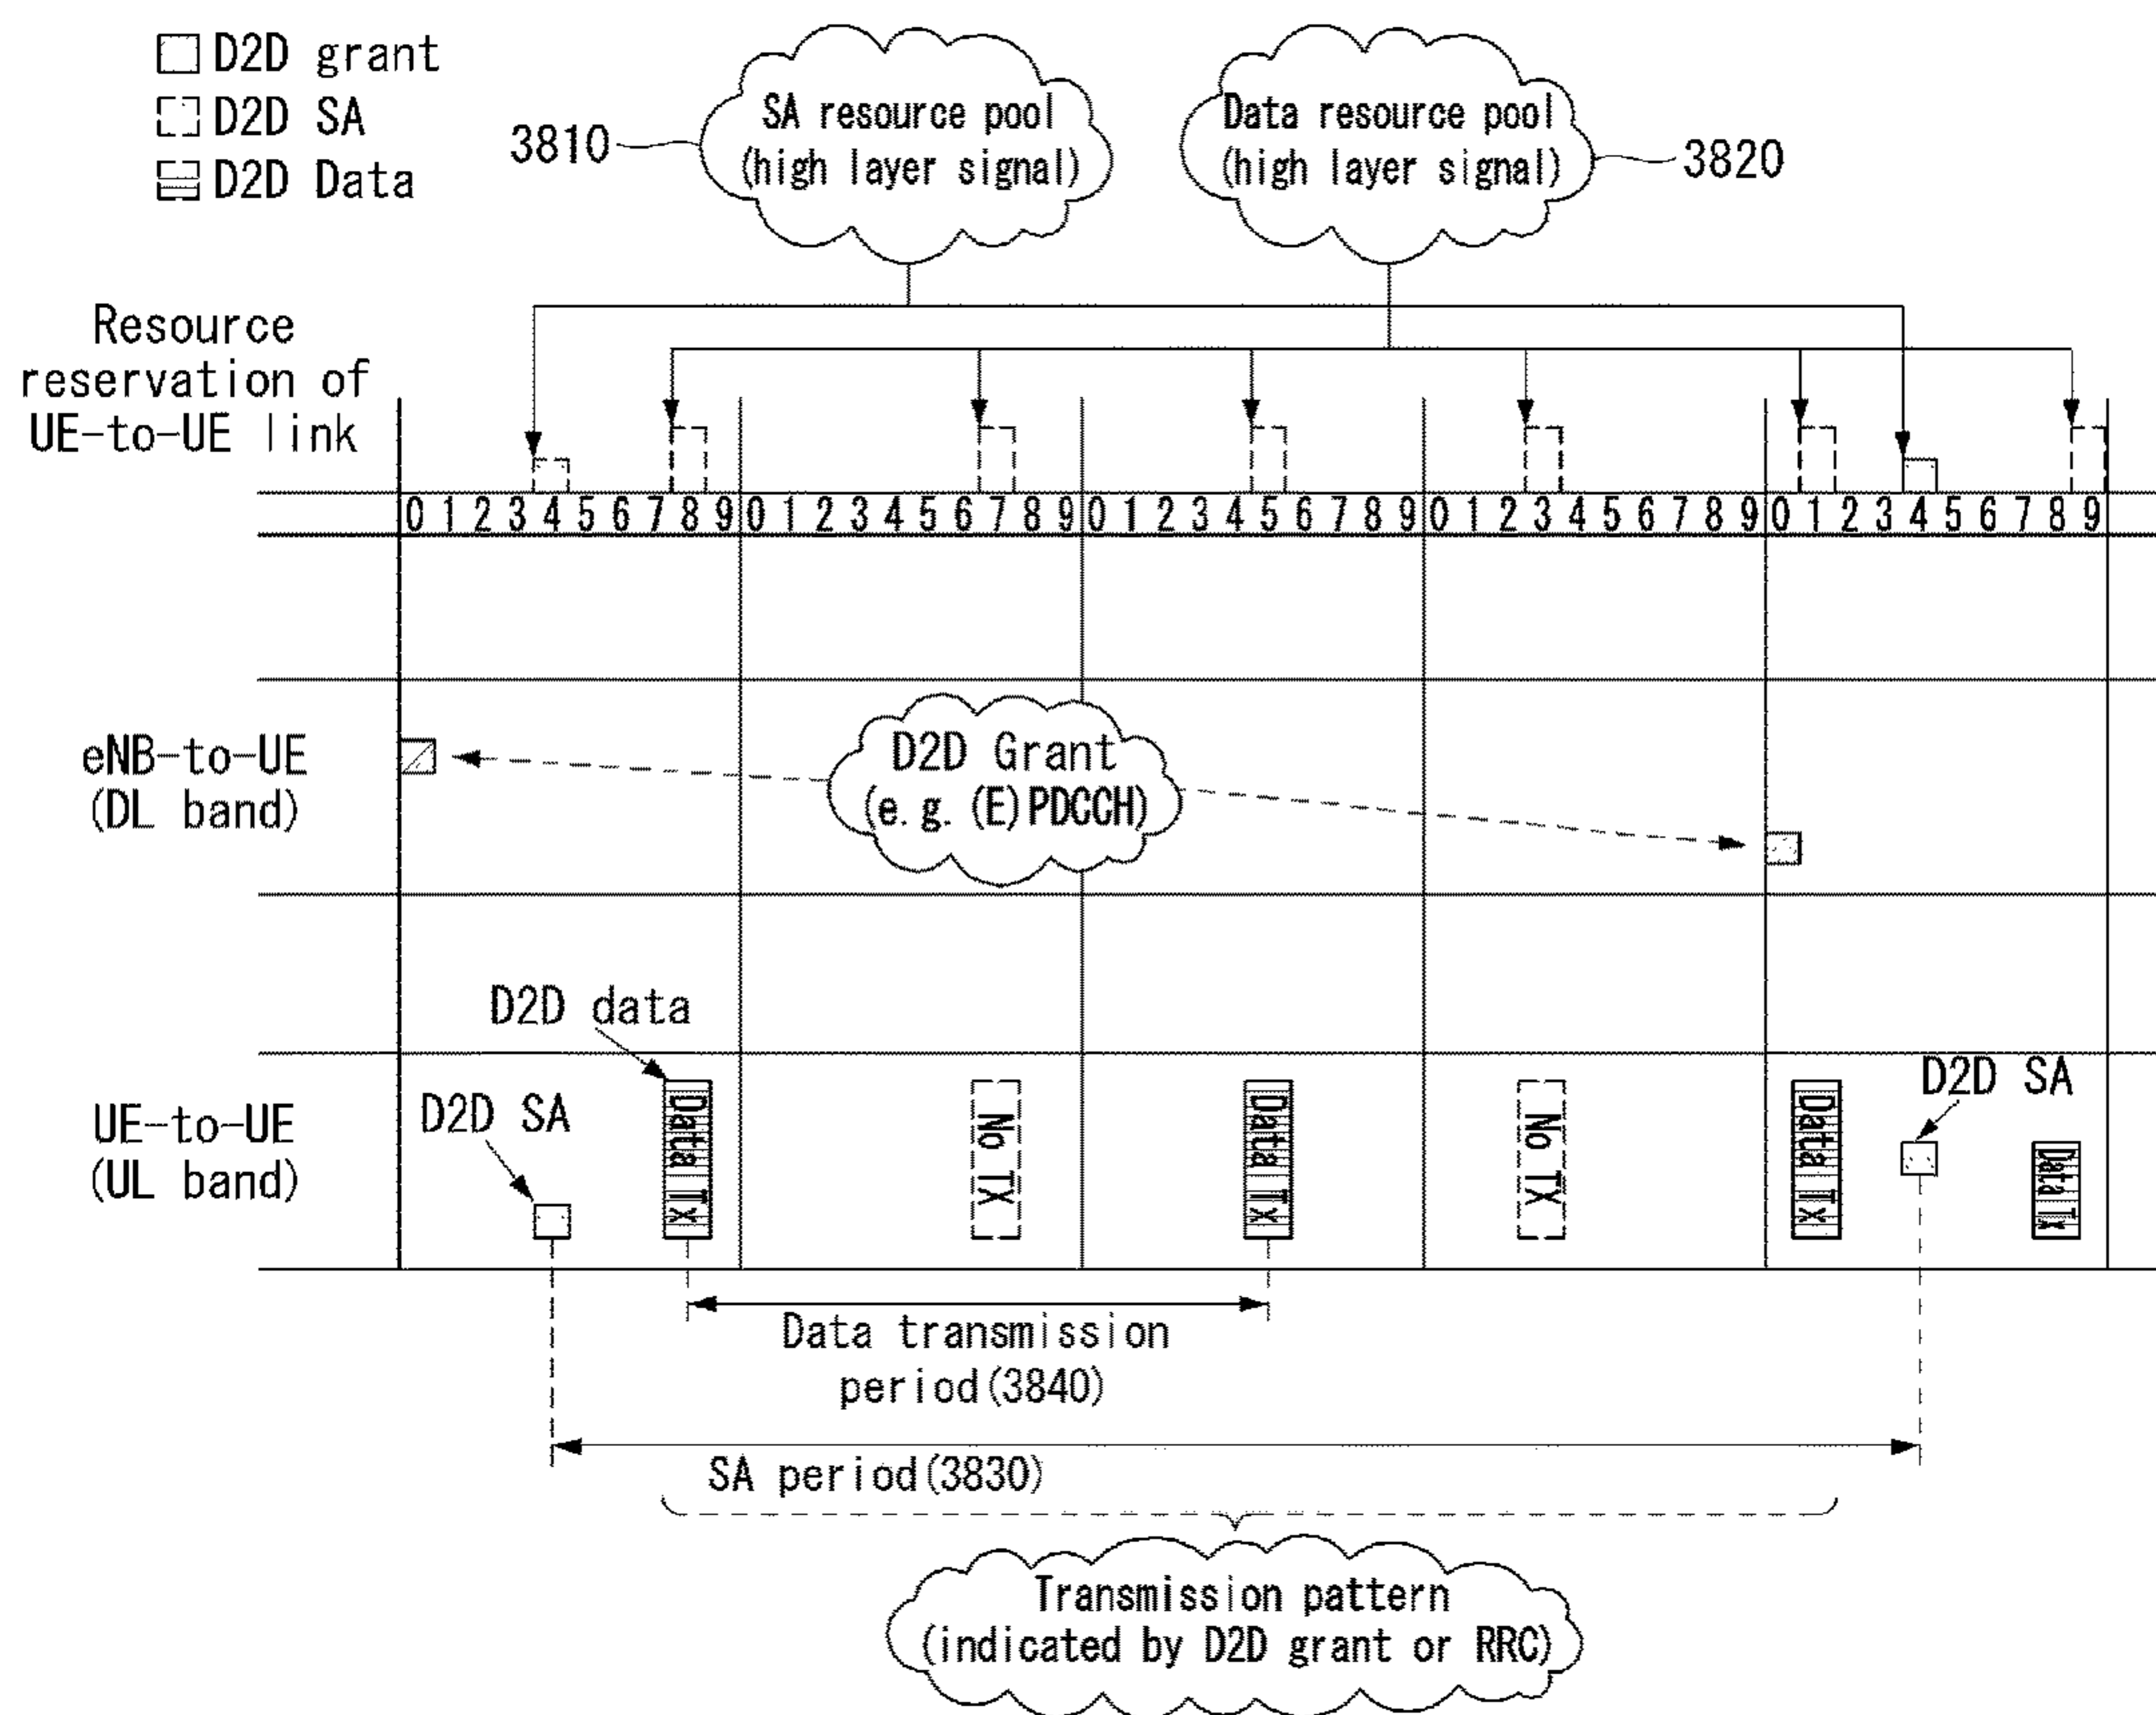 D2D grant
D2D SA
D2D Data
3810
SA resource pool
(high layer signal)
Data resource pool
(high layer signal)
3820
Resource
reservation of
UE-to-UE link
0 1 2 3 4 5 6 7 8 9 0 1 2 3 4 5 6 7 8 9 0 1 2 3 4 5 6 7 8 9 0 1 2 3 4 5 6 7 8 9 0 1 2 3 4 5 6 7 8 9
eNB-to-UE
(DL band)
D2D Grant
(e.g. (E)PDCCH)
UE-to-UE
(UL band)
D2D SA
D2D data
Data Tx
No TX
Data Tx
No TX
Data Tx
D2D SA
Data Tx
Data transmission
period(3840)
SA period(3830)
Transmission pattern
(indicated by D2D grant or RRC)